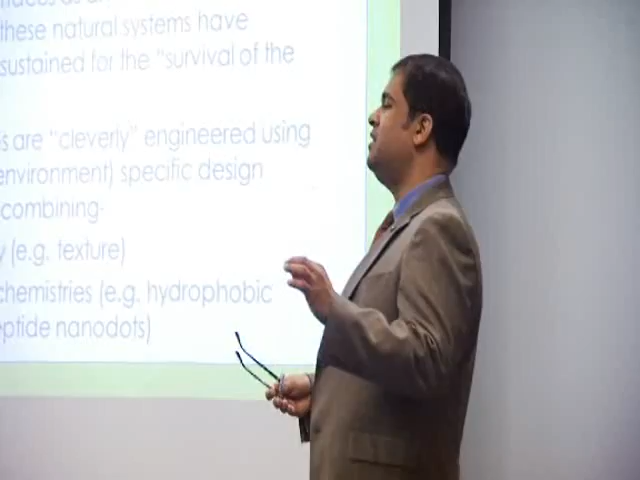 these natural systems have
sustained for the "survival of the
are "cleverly" engineered using
environment) specific design
combining-
(e.g. texture)
chemistries (e.g. hydrophobic
nanodots)